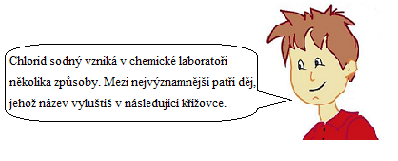 Chlorid sodný vzniká v chemické laboratoři
několika způsoby. Mezi nejvýznamnější patří děj,
jehož název vyluštíš v následující křížovce.